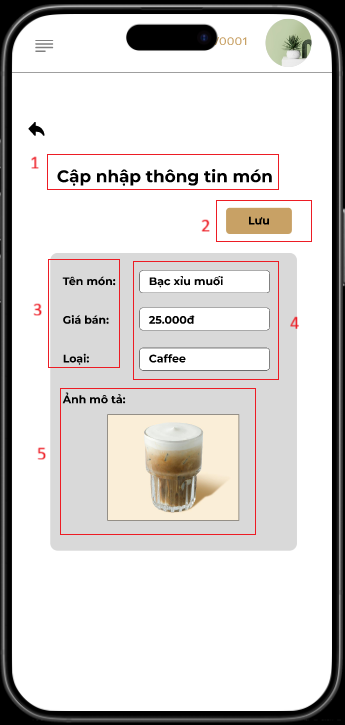 0001
1
Cập nhập thông tin món
2
Lưu
3
Tên món:
Bạc xỉu muối
4
Giá bán:
25.000đ
Loại:
Caffee
5
Ảnh mô tả: